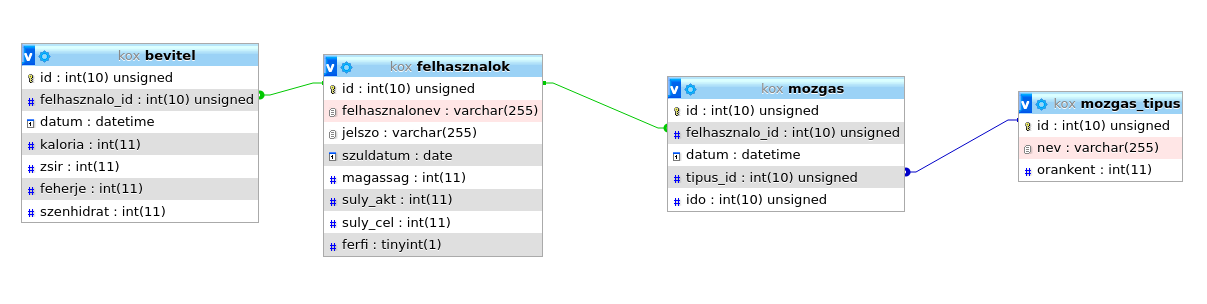 kox bevitel
id : int(10) unsigned
felhasznalo_id : int(10) unsigned
datum : datetime
kaloria : int(11)
zsir : int(11)
feherje : int(11)
szenhidrat : int(11)
kox felhasznalok
id : int(10) unsigned
felhasznalonev : varchar(255)
jelszo : varchar(255)
szuldatum : date
magassag : int(11)
suly_akt : int(11)
suly_cel : int(11)
ferfi : tinyint(1)
kox mozgas
id : int(10) unsigned
felhasznalo_id : int(10) unsigned
datum : datetime
tipus_id : int(10) unsigned
ido : int(10) unsigned
kox mozgas_tipus
id : int(10) unsigned
nev : varchar(255)
orankent : int(11)